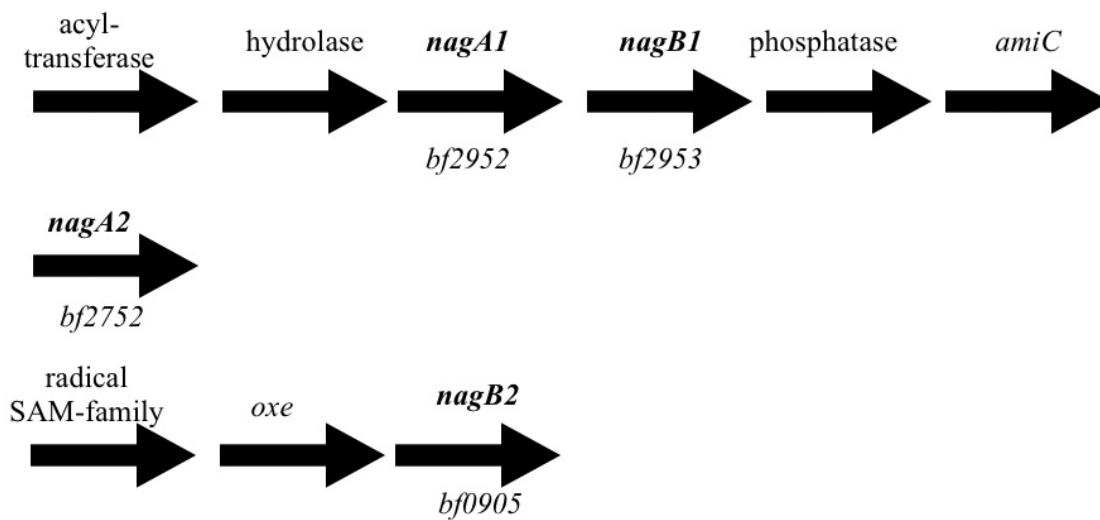 acyl-
transferase
hydrolase
nagA1
nagB1
phosphatase
amiC
bf2952
bf2953
nagA2
bf2752
radical
SAM-family
oxe
nagB2
bf0905